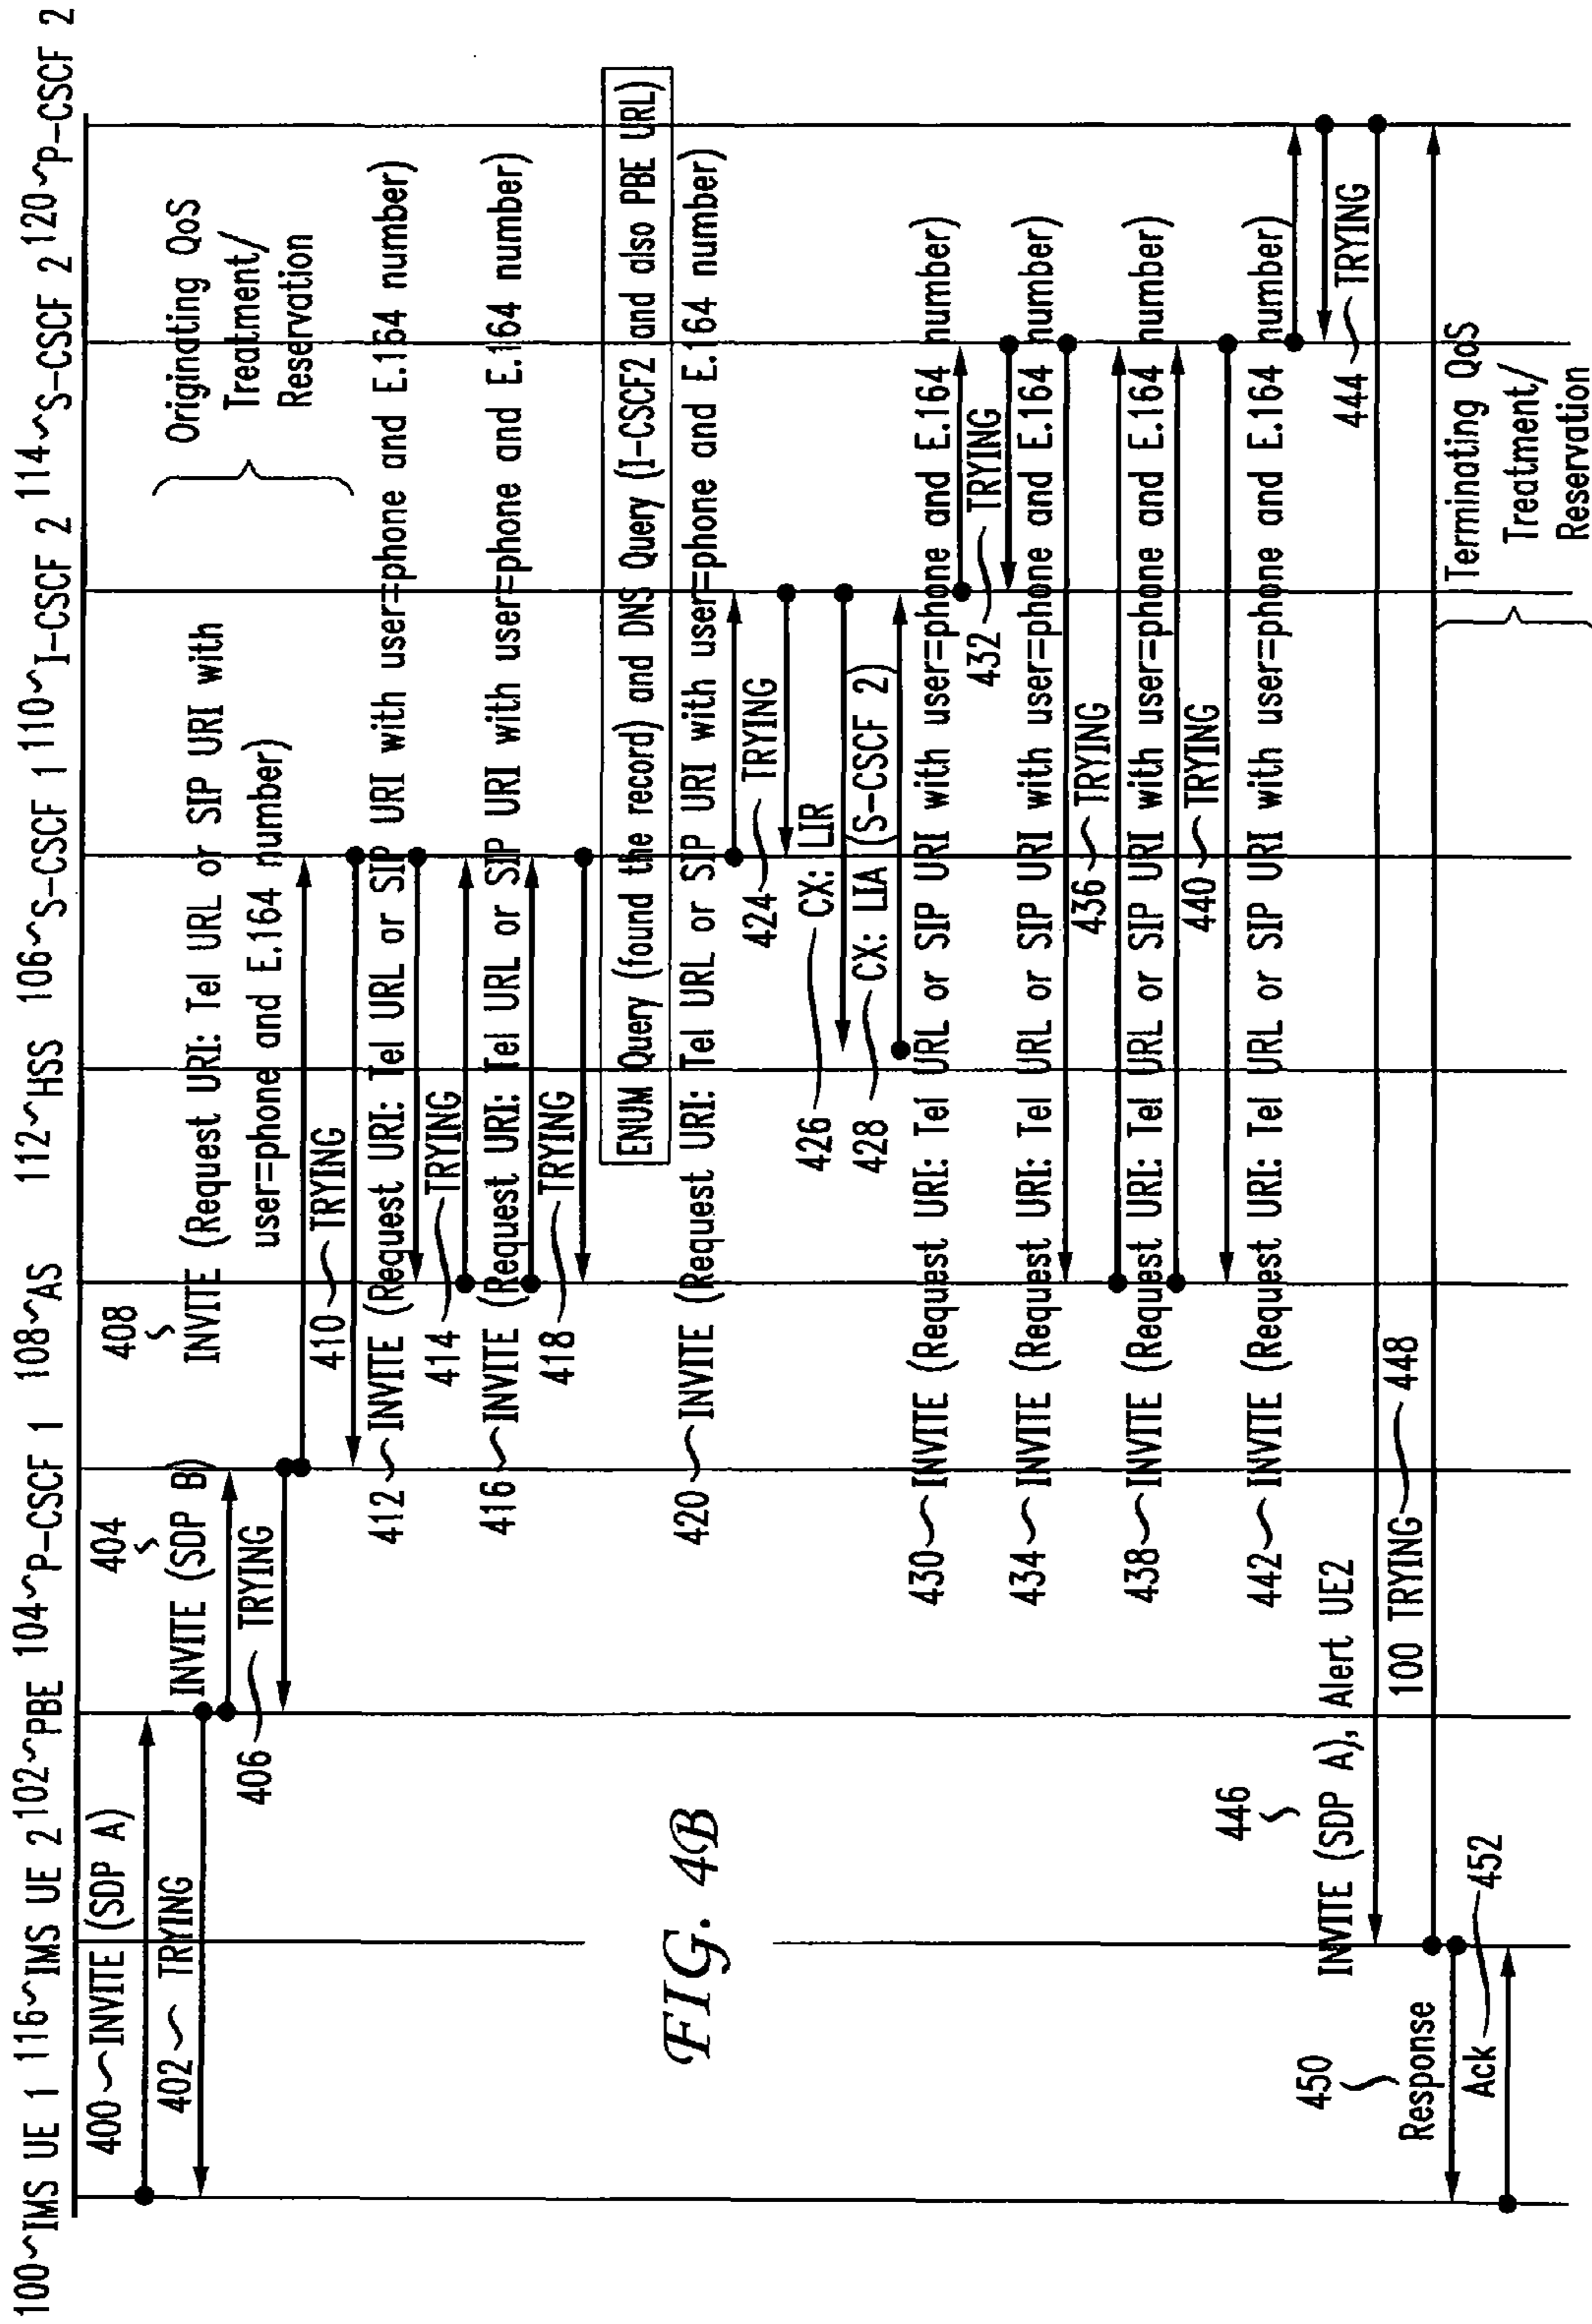 100 IMS UE 1 116 IMS UE 2 102 PBE 104 P-CSCF 1 108 AS 112 HSS 106 S-CSCF 1 110 I-CSCF 2 114 S-CSCF 2 120 P-CSCF 2
400 INVITE (SDP A)
402 TRYING
404
INVITE (SDP B)
406 TRYING
408
INVITE (Request URI: Tel URL or SIP URI with
user=phone and E.164 number)
Originating QoS
Treatment/
Reservation
410 TRYING
412 INVITE (Request URI: Tel URL or SIP URI with user=phone and E.164 number)
414 TRYING
416 INVITE (Request URI: Tel URL or SIP URI with user=phone and E.164 number)
418 TRYING
ENUM Query (found the record) and DNS Query (I-CSCF2 and also PBE URL)
420 INVITE (Request URI: Tel URL or SIP URI with user=phone and E.164 number)
424 TRYING
426 CX: LIR
428 CX: LIA (S-CSCF 2)
430 INVITE (Request URI: Tel URL or SIP URI with user=phone and E.164 number)
432 TRYING
434 INVITE (Request URI: Tel URL or SIP URI with user=phone and E.164 number)
436 TRYING
438 INVITE (Request URI: Tel URL or SIP URI with user=phone and E.164 number)
440 TRYING
442 INVITE (Request URI: Tel URL or SIP URI with user=phone and E.164 number)
444 TRYING
446
INVITE (SDP A), Alert UE2
100 TRYING 448
Terminating QoS
Treatment/
Reservation
450
Response
Ack 452
FIG. 4B